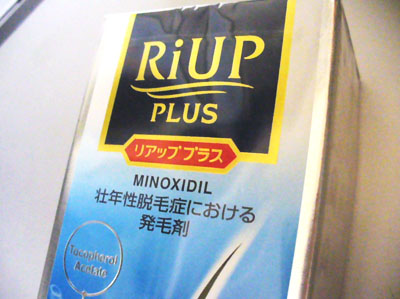 RiUP
PLUS
リアッププラス
MINOXIDIL
壮年性脱毛症における
発毛剤
Tocopherol
Acetate